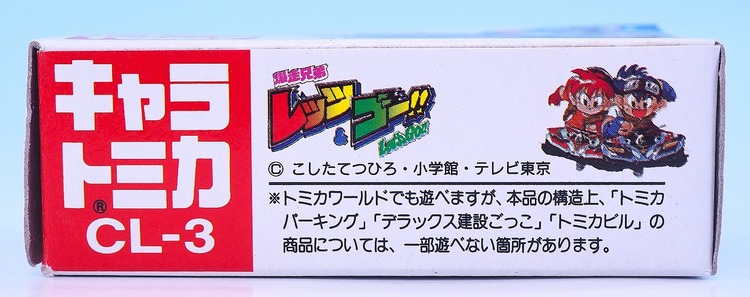 キャラ
トミカ®
CL-3
爆走兄弟
レッツ
&
ゴー!!
Let's & Go!!
© こしたてつひろ・小学館・テレビ東京
※トミカワールドでも遊べますが、本品の構造上、「トミカ
パーキング」「デラックス建設ごっこ」「トミカビル」の
商品については、一部遊べない箇所があります。